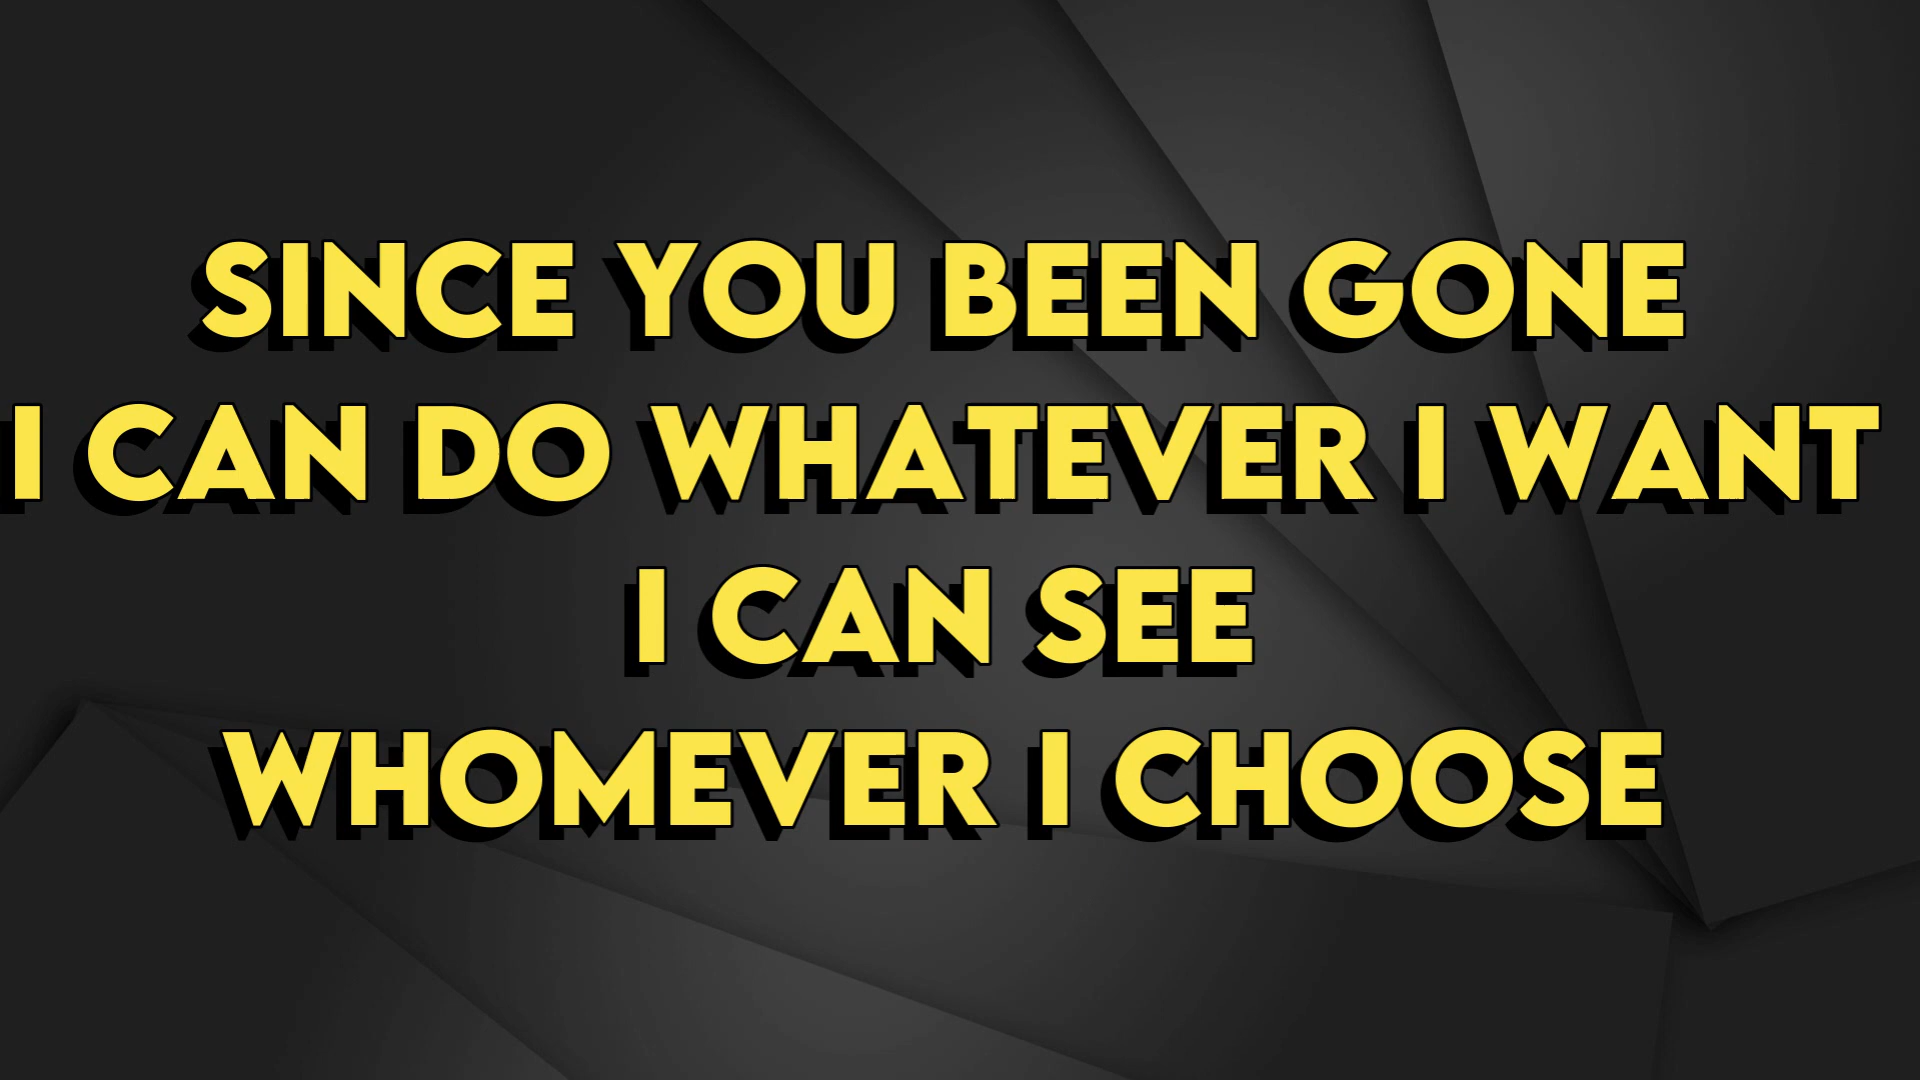 SINCE YOU BEEN GONE
I CAN DO WHATEVER I WANT
I CAN SEE
WHOMEVER I CHOOSE